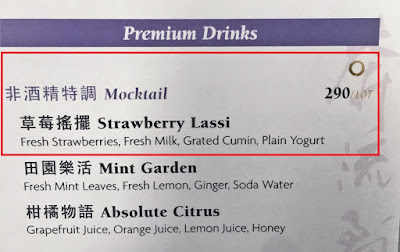 Premium Drinks
非酒精特調 Mocktail 290/107
草莓搖擺 Strawberry Lassi
Fresh Strawberries, Fresh Milk, Grated Cumin, Plain Yogurt
田園樂活 Mint Garden
Fresh Mint Leaves, Fresh Lemon, Ginger, Soda Water
柑橘物語 Absolute Citrus
Grapefruit Juice, Orange Juice, Lemon Juice, Honey